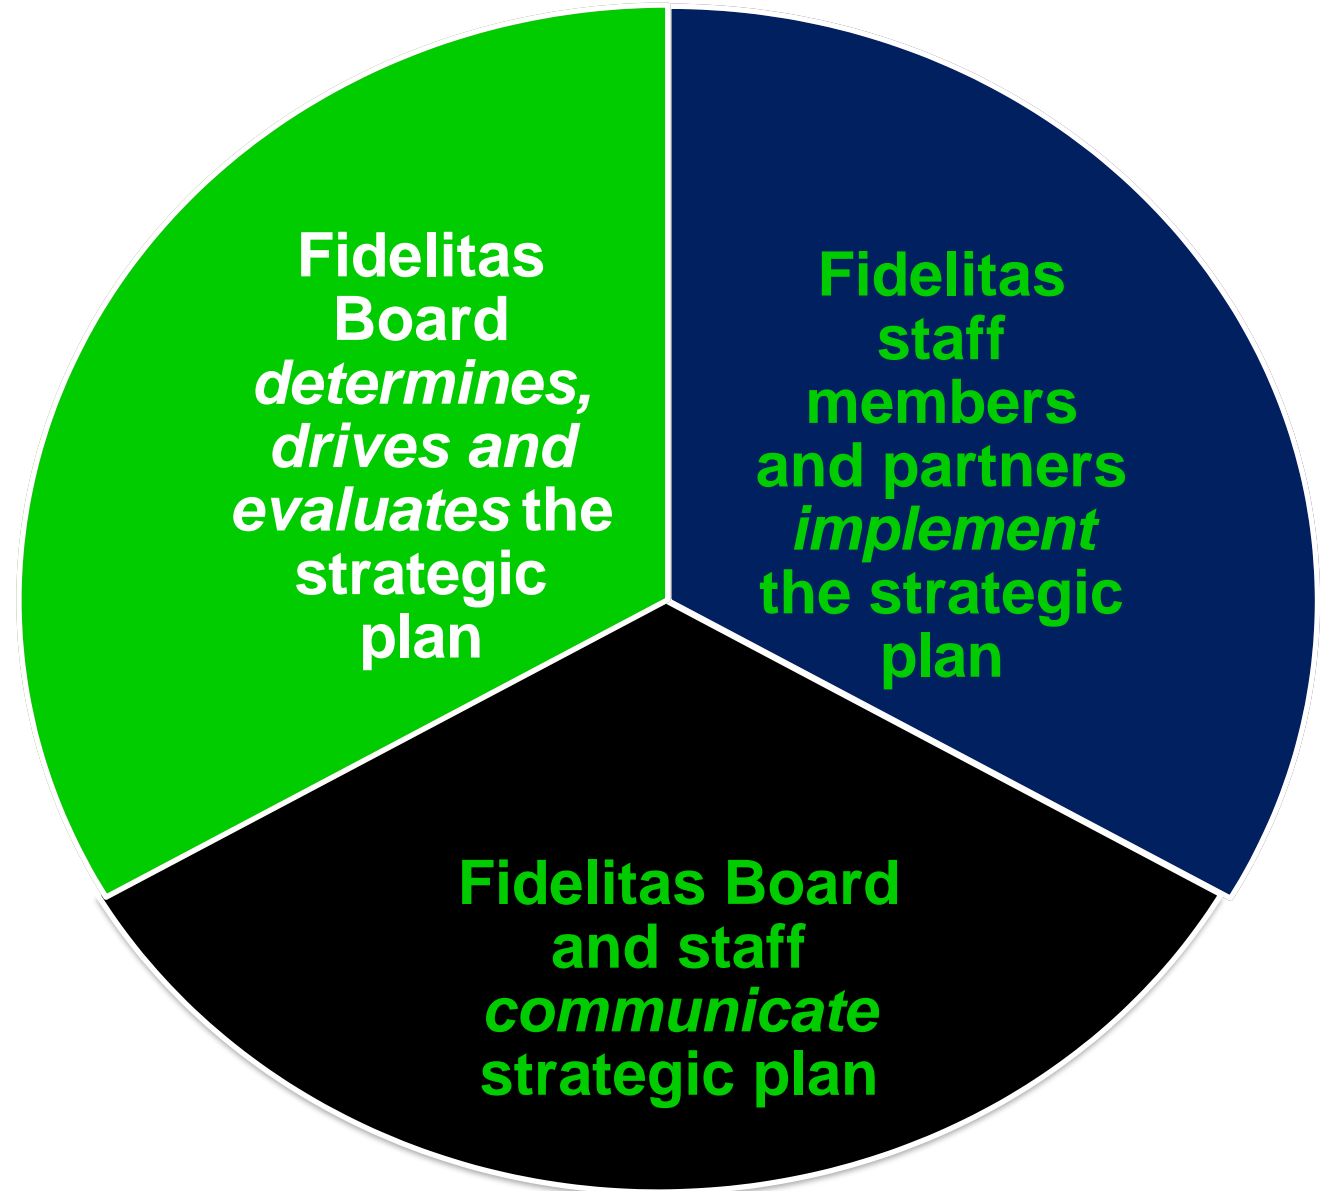 Fidelitas
Board
determines,
drives and
evaluates the
strategic
plan
Fidelitas
staff
members
and partners
implement
the strategic
plan
Fidelitas Board
and staff
communicate
strategic plan